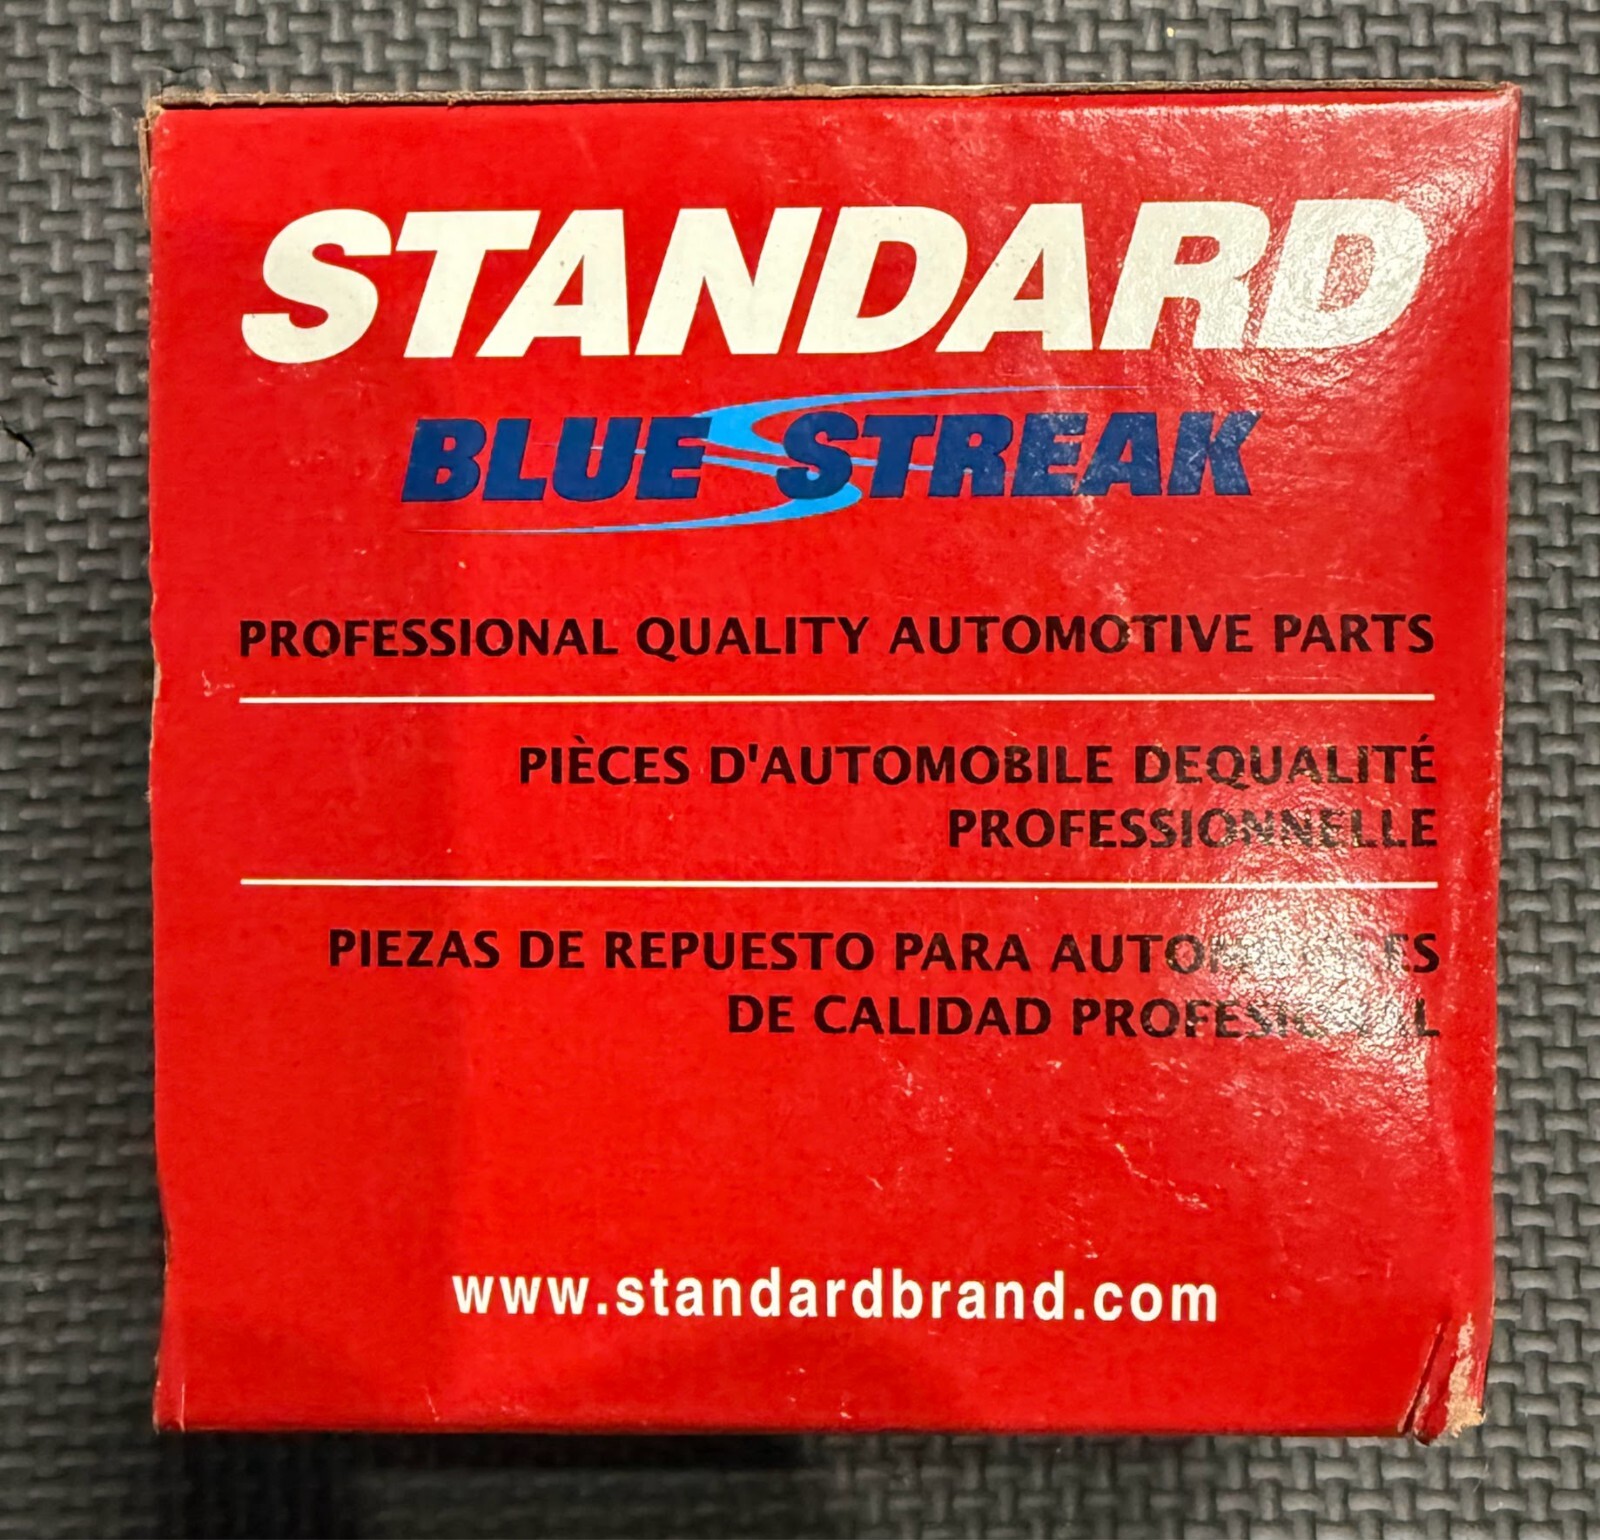 STANDARD
BLUE STREAK
PROFESSIONAL QUALITY AUTOMOTIVE PARTS
PIÈCES D'AUTOMOBILE DEQUALITÉ
PROFESSIONNELLE
PIEZAS DE REPUESTO PARA
DE CALIDAD
www.standardbrand.com